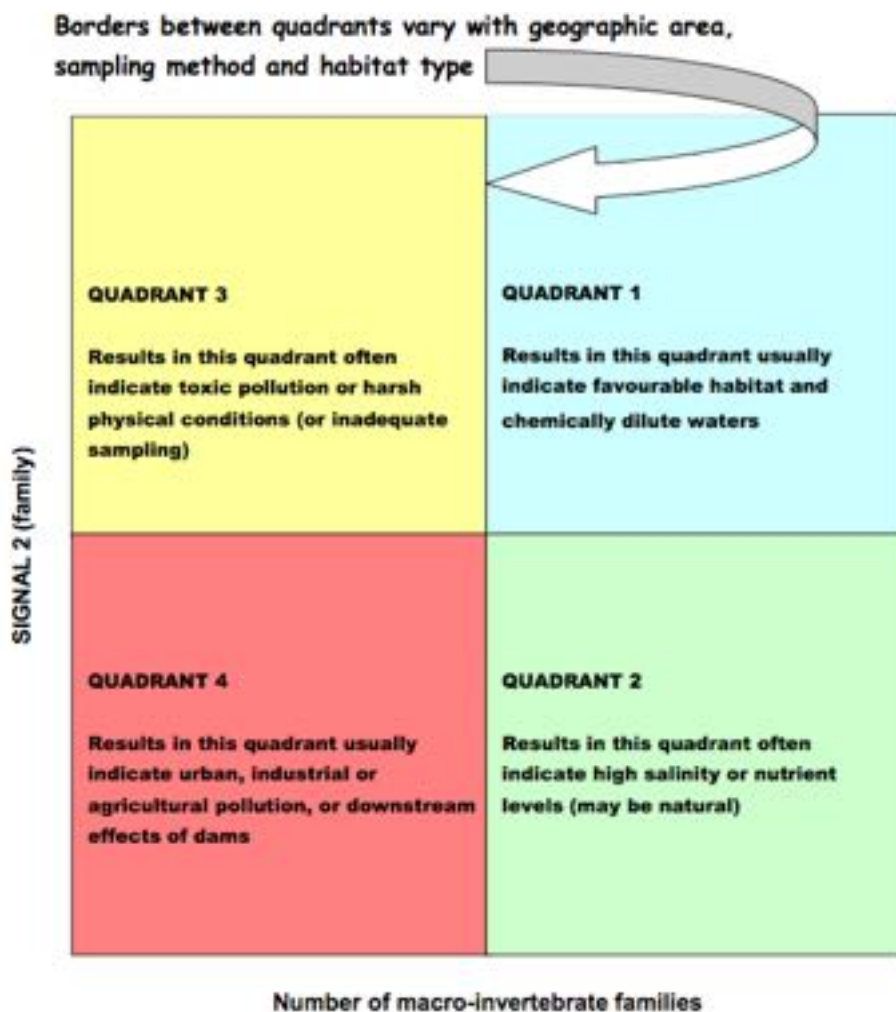 Borders between quadrants vary with geographic area,
sampling method and habitat type
QUADRANT 3
Results in this quadrant often
indicate toxic pollution or harsh
physical conditions (or inadequate
sampling)
QUADRANT 1
Results in this quadrant usually
indicate favourable habitat and
chemically dilute waters
SIGNAL 2 (family)
QUADRANT 4
Results in this quadrant usually
indicate urban, industrial or
agricultural pollution, or downstream
effects of dams
QUADRANT 2
Results in this quadrant often
indicate high salinity or nutrient
levels (may be natural)
Number of macro-invertebrate families